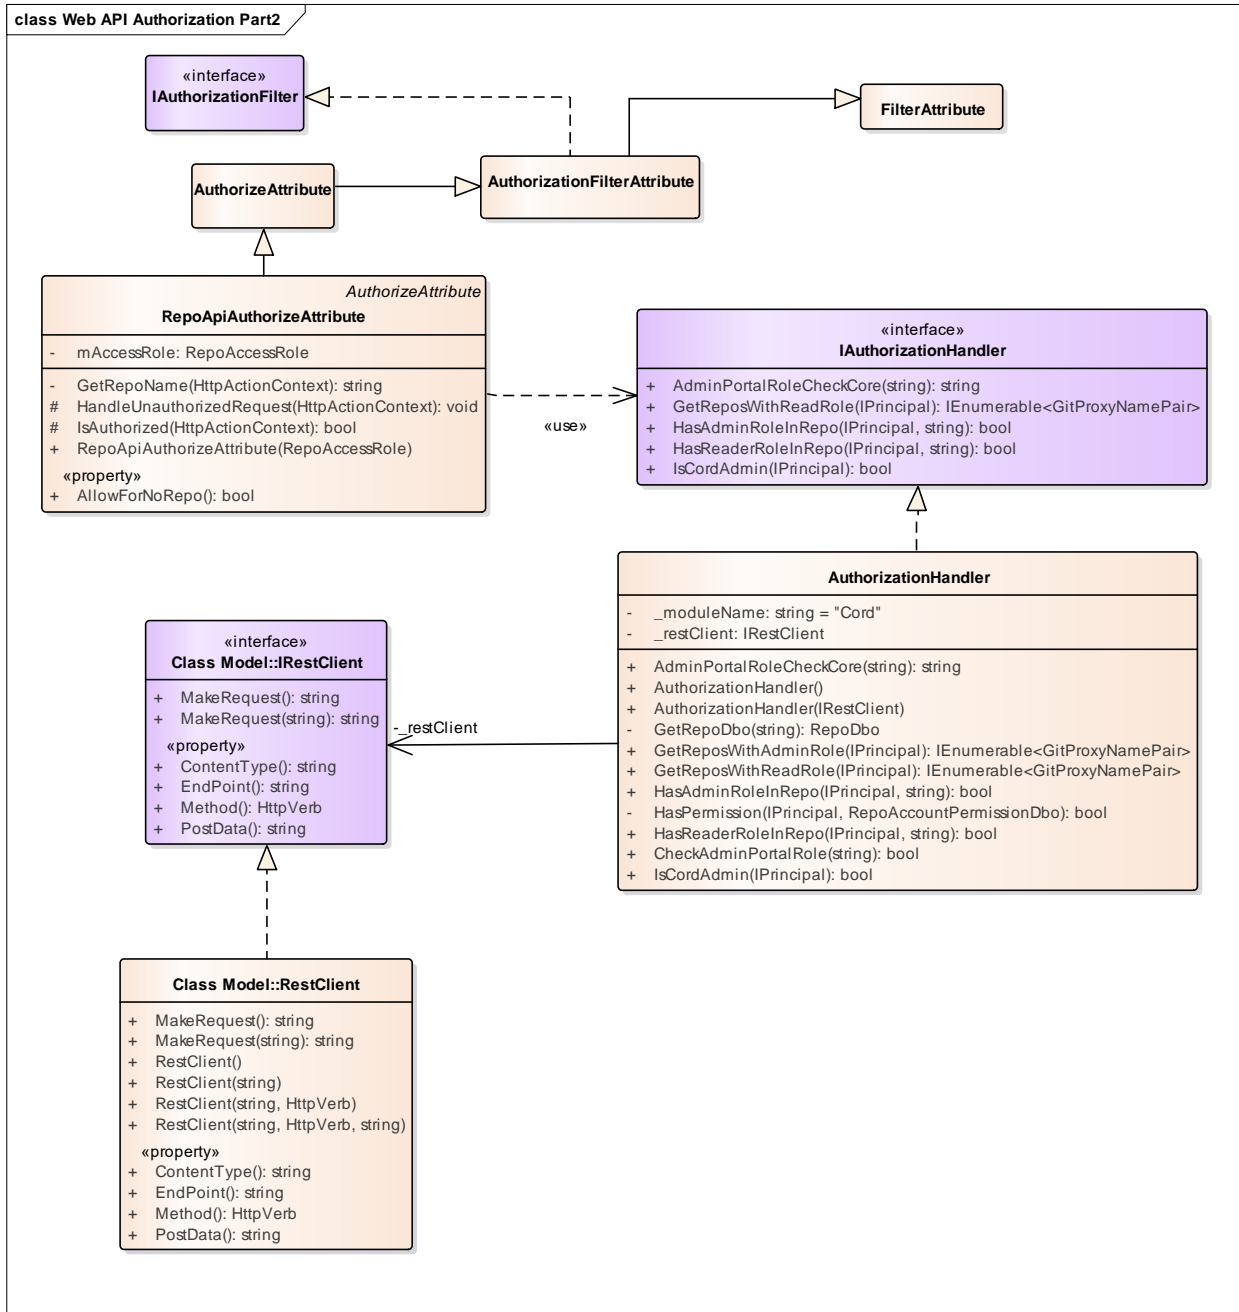 class Web API Authorization Part2
«interface»
IAuthorizationFilter
FilterAttribute
AuthorizeAttribute
AuthorizationFilterAttribute
AuthorizeAttribute
RepoApiAuthorizeAttribute
- mAccessRole: RepoAccessRole
- GetRepoName(HttpActionContext): string
# HandleUnauthorizedRequest(HttpActionContext): void
# IsAuthorized(HttpActionContext): bool
+ RepoApiAuthorizeAttribute(RepoAccessRole)
«property»
+ AllowForNoRepo(): bool
«use»
«interface»
IAuthorizationHandler
+ AdminPortalRoleCheckCore(string): string
+ GetReposWithReadRole(IPrincipal): IEnumerable<GitProxyNamePair>
+ HasAdminRoleInRepo(IPrincipal, string): bool
+ HasReaderRoleInRepo(IPrincipal, string): bool
+ IsCordAdmin(IPrincipal): bool
AuthorizationHandler
- _moduleName: string = "Cord"
- _restClient: IRestClient
+ AdminPortalRoleCheckCore(string): string
+ AuthorizationHandler()
+ AuthorizationHandler(IRestClient)
- GetRepoDbo(string): RepoDbo
+ GetReposWithAdminRole(IPrincipal): IEnumerable<GitProxyNamePair>
+ GetReposWithReadRole(IPrincipal): IEnumerable<GitProxyNamePair>
+ HasAdminRoleInRepo(IPrincipal, string): bool
- HasPermission(IPrincipal, RepoAccountPermissionDbo): bool
+ HasReaderRoleInRepo(IPrincipal, string): bool
+ CheckAdminPortalRole(string): bool
+ IsCordAdmin(IPrincipal): bool
-_restClient
«interface»
Class Model::IRestClient
+ MakeRequest(): string
+ MakeRequest(string): string
«property»
+ ContentType(): string
+ EndPoint(): string
+ Method(): HttpVerb
+ PostData(): string
Class Model::RestClient
+ MakeRequest(): string
+ MakeRequest(string): string
+ RestClient()
+ RestClient(string)
+ RestClient(string, HttpVerb)
+ RestClient(string, HttpVerb, string)
«property»
+ ContentType(): string
+ EndPoint(): string
+ Method(): HttpVerb
+ PostData(): string